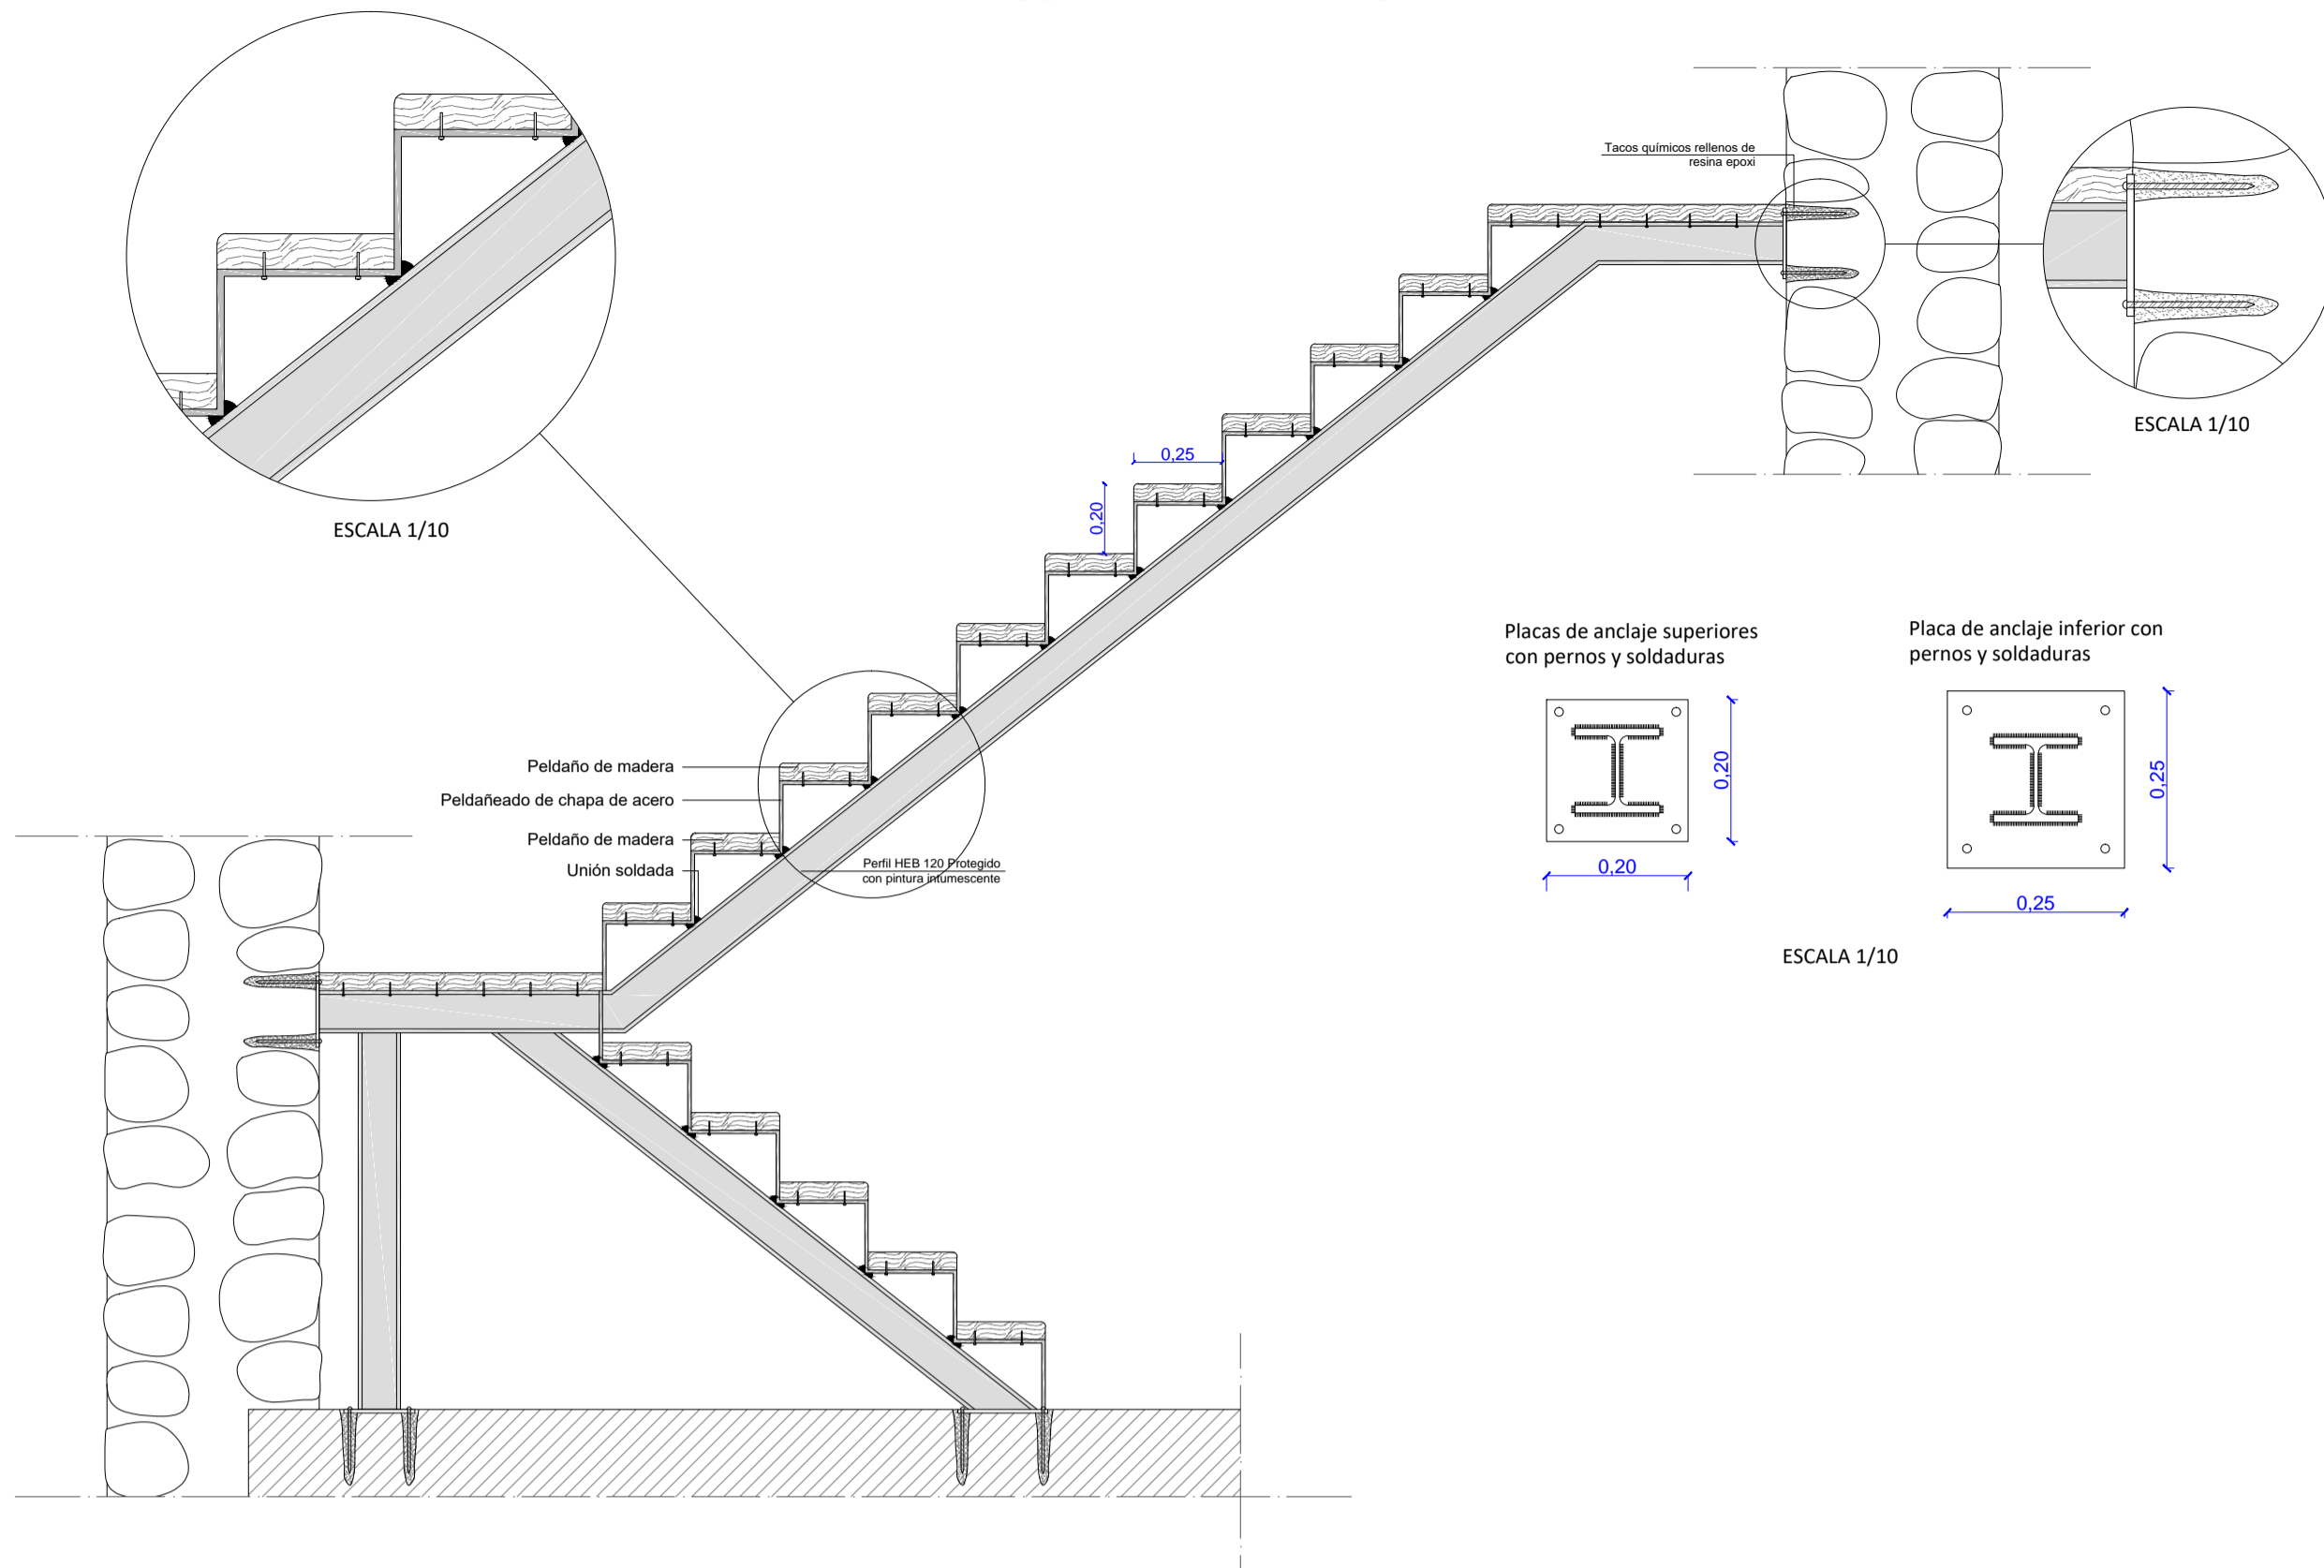 Tacos químicos rellenos de
resina epoxi
ESCALA 1/10
ESCALA 1/10
0,25
0,20
Placas de anclaje superiores
con pernos y soldaduras
Placa de anclaje inferior con
pernos y soldaduras
0,20
0,20
0,25
0,25
ESCALA 1/10
Peldaño de madera
Peldañeado de chapa de acero
Peldaño de madera
Unión soldada
Perfil HEB 120 Protegido
con pintura intumescente